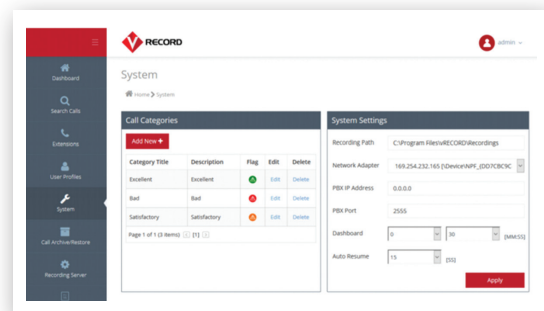 RECORD
admin
System
Home > System
Dashboard
Search Calls
Extensions
User Profiles
System
Call Archive/Restore
Recording Server
Call Categories
Add New +
Category Title Description Flag Edit Delete
Excellent Excellent Edit Delete
Bad Bad Edit Delete
Satisfactory Satisfactory Edit Delete
Page 1 of 1 (3 items) [1]
System Settings
Recording Path C:\Program Files\vRECORD\Recordings
Network Adapter 169.254.232.165 [\Device\NPF_{DD7CBC9C
PBX IP Address 0.0.0.0
PBX Port 2555
Dashboard 0 30 [MM:SS]
Auto Resume 15 [SS]
Apply